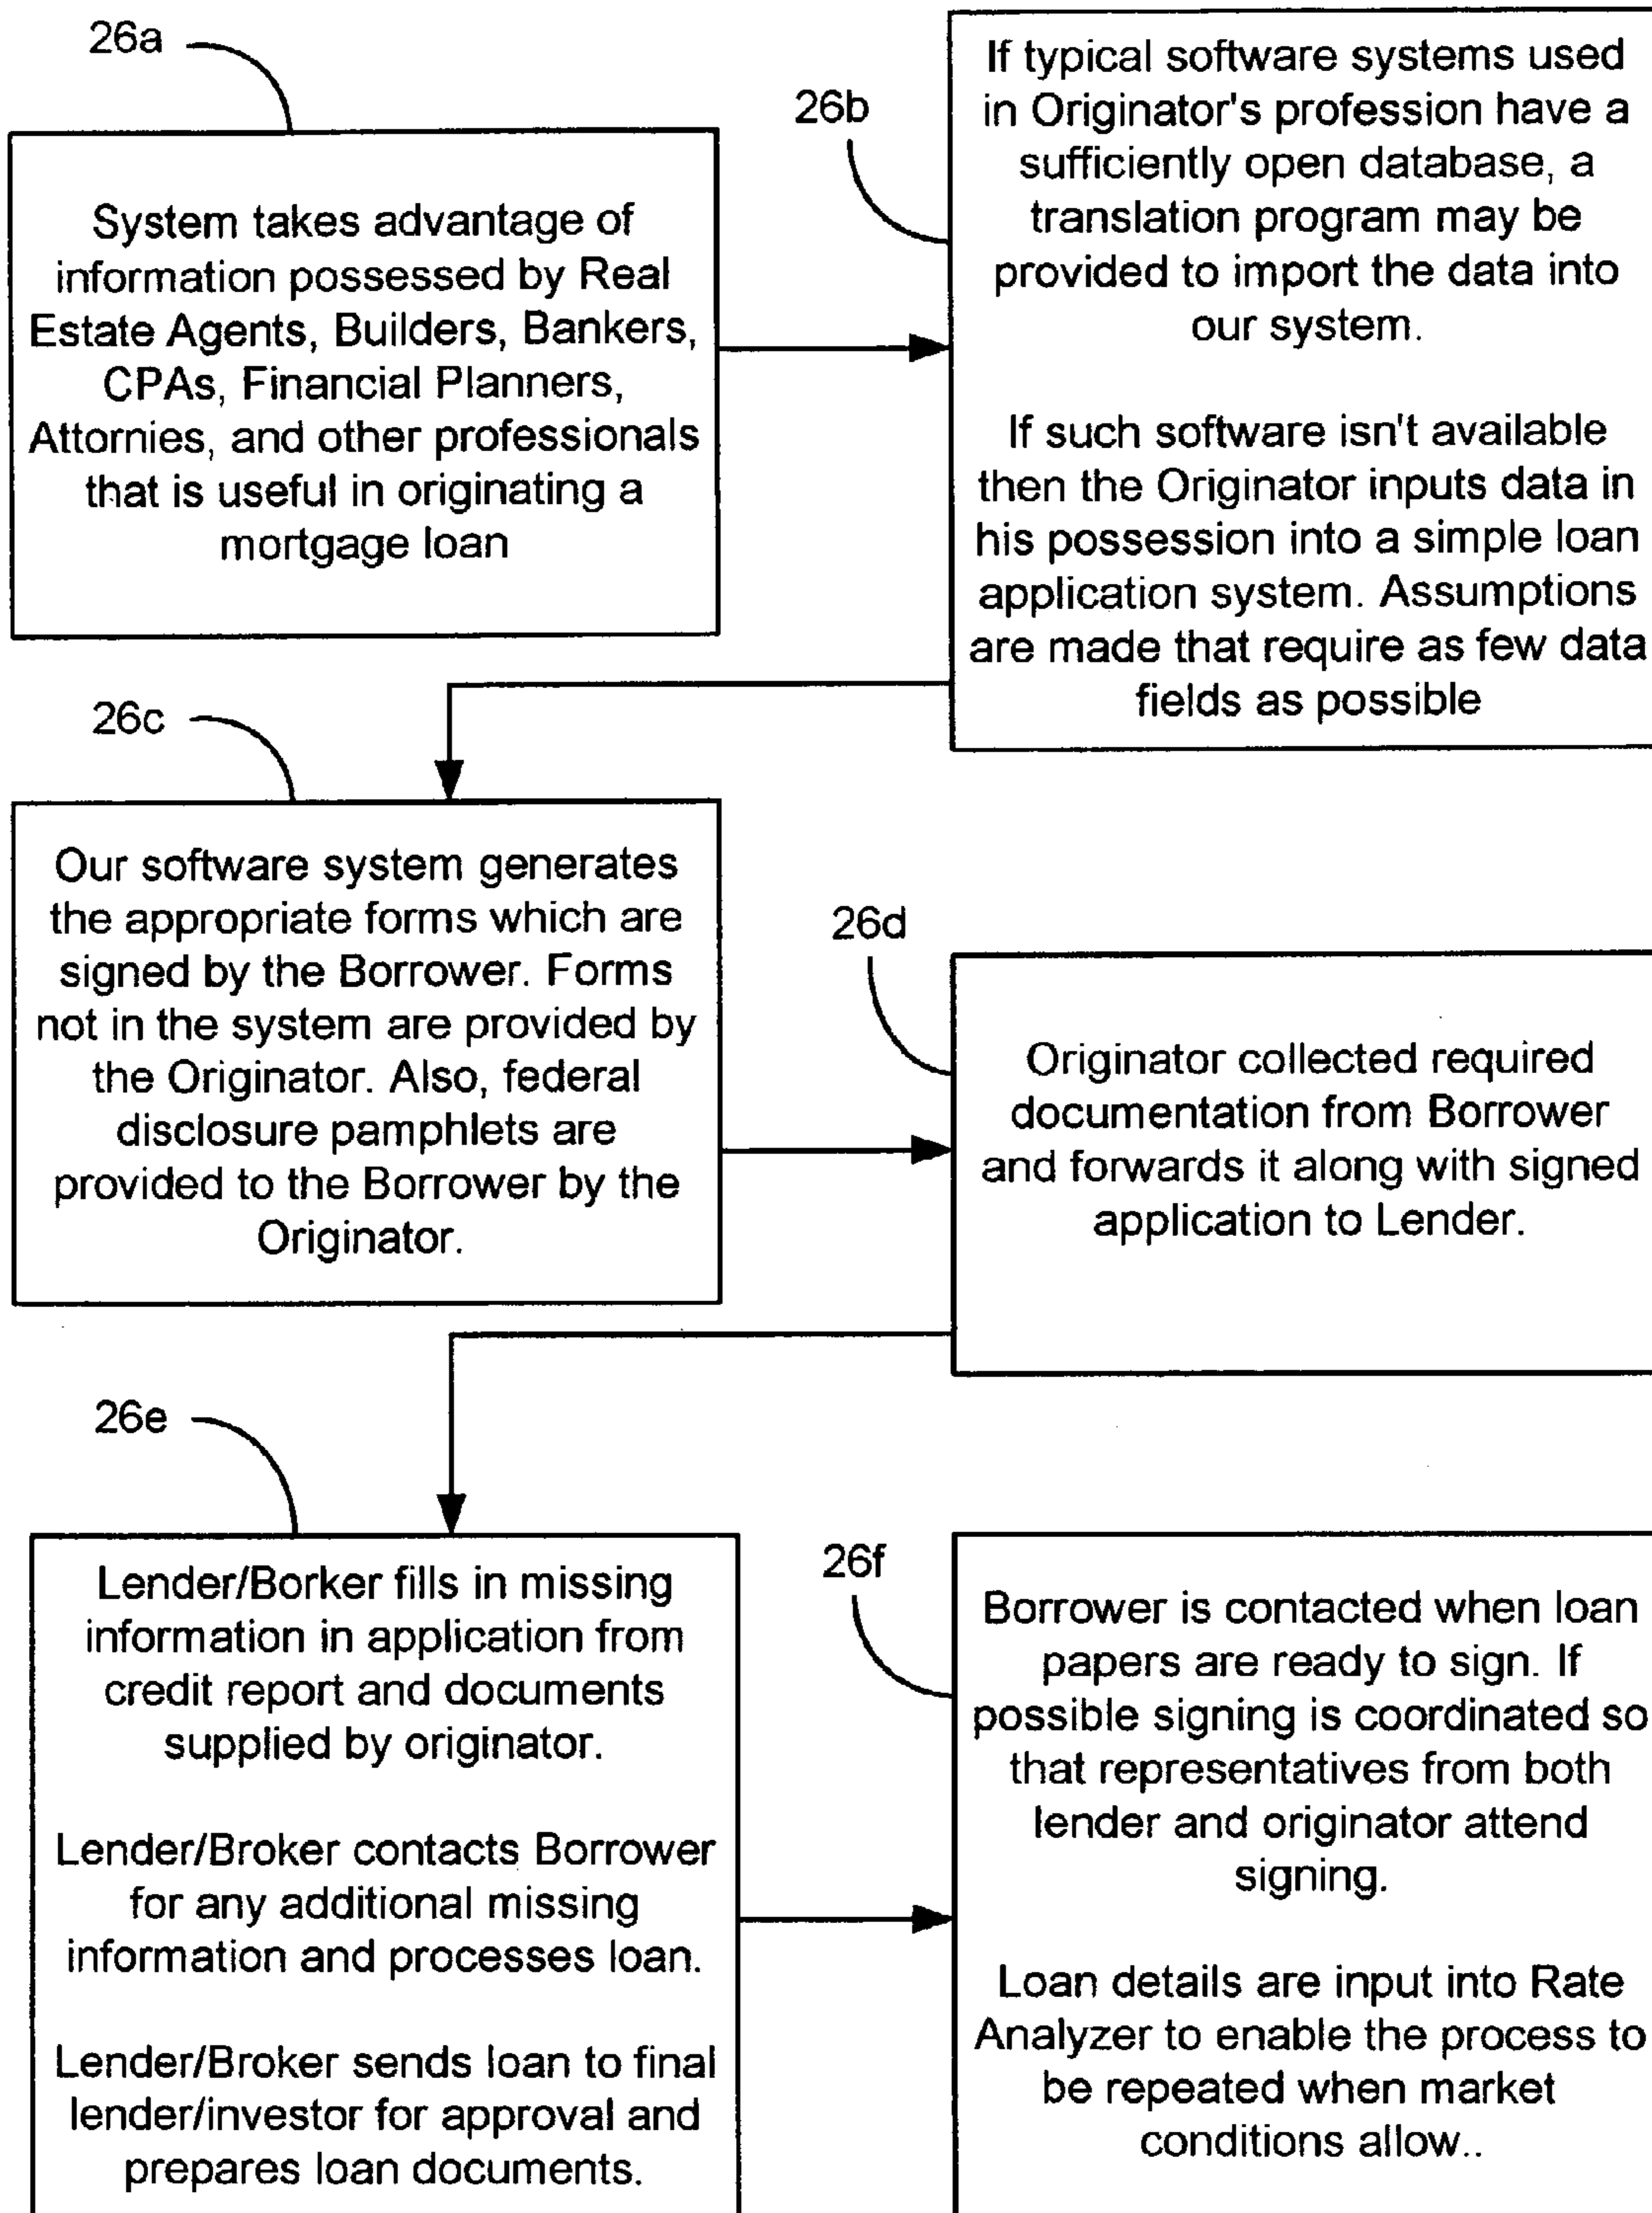 26a
System takes advantage of
information possessed by Real
Estate Agents, Builders, Bankers,
CPAs, Financial Planners,
Attornies, and other professionals
that is useful in originating a
mortgage loan
26b
If typical software systems used
in Originator's profession have a
sufficiently open database, a
translation program may be
provided to import the data into
our system.
If such software isn't available
then the Originator inputs data in
his possession into a simple loan
application system. Assumptions
are made that require as few data
fields as possible
26c
Our software system generates
the appropriate forms which are
signed by the Borrower. Forms
not in the system are provided by
the Originator. Also, federal
disclosure pamphlets are
provided to the Borrower by the
Originator.
26d
Originator collected required
documentation from Borrower
and forwards it along with signed
application to Lender.
26e
Lender/Borker fills in missing
information in application from
credit report and documents
supplied by originator.
Lender/Broker contacts Borrower
for any additional missing
information and processes loan.
Lender/Broker sends loan to final
lender/investor for approval and
prepares loan documents.
26f
Borrower is contacted when loan
papers are ready to sign. If
possible signing is coordinated so
that representatives from both
lender and originator attend
signing.
Loan details are input into Rate
Analyzer to enable the process to
be repeated when market
conditions allow..